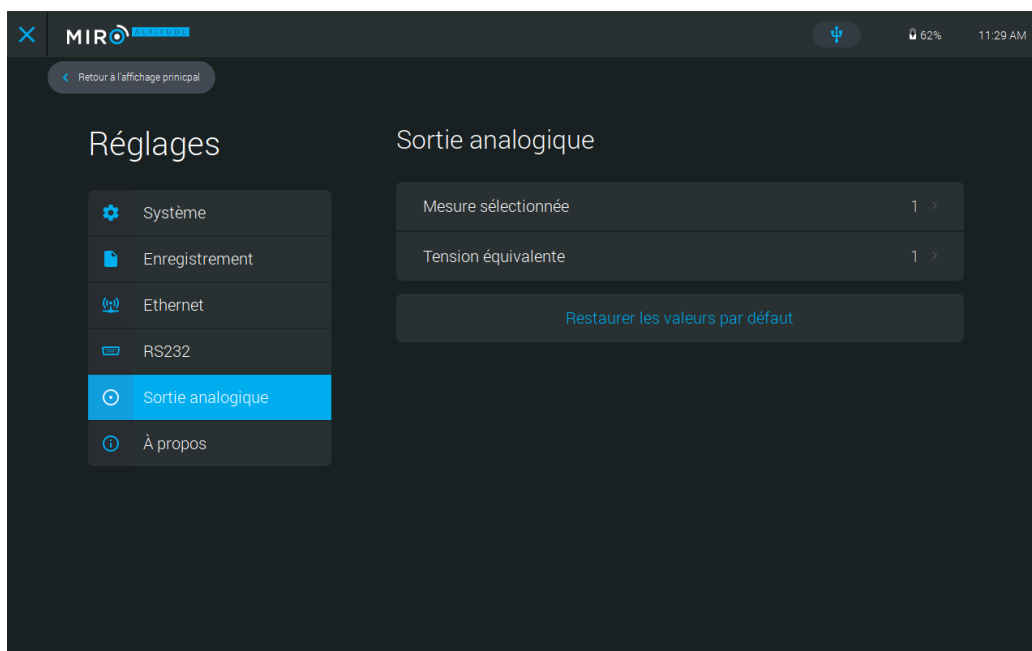 MIRO ALTITUDE
62%
11:29 AM
Retour à l'affichage prinicpal
Réglages
Système
Enregistrement
Ethernet
RS232
Sortie analogique
À propos
Sortie analogique
Mesure sélectionnée 1
Tension équivalente 1
Restaurer les valeurs par défaut